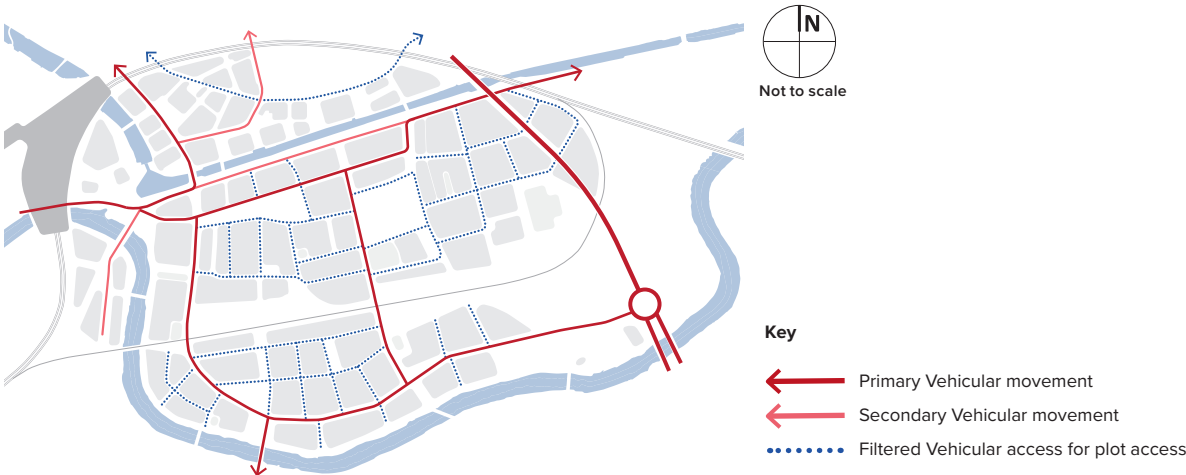 N
Not to scale
Key
Primary Vehicular movement
Secondary Vehicular movement
Filtered Vehicular access for plot access